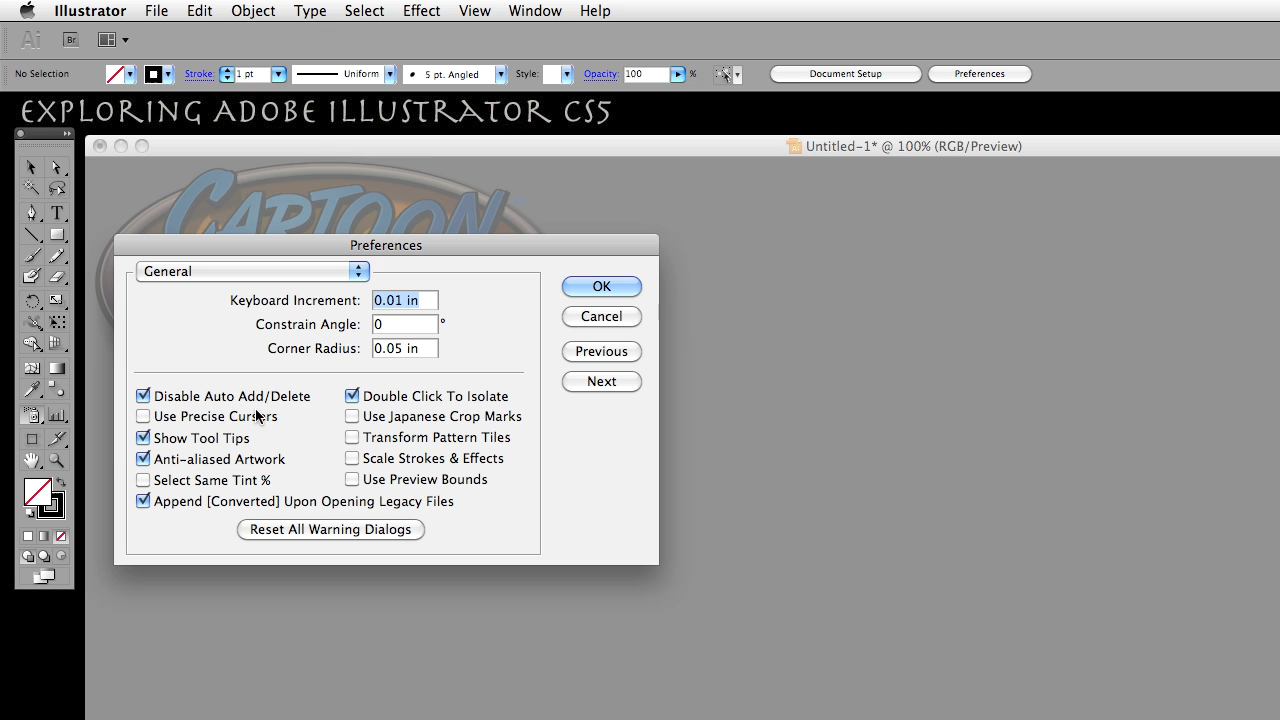 Illustrator File Edit Object Type Select Effect View Window Help
Ai Br
No Selection Stroke: 1 pt Uniform 5 pt. Angled Style: Opacity: 100 % Document Setup Preferences
EXPLORING ADOBE ILLUSTRATOR CS5
Untitled-1* @ 100% (RGB/Preview)
CARTOON
Preferences
General
Keyboard Increment: 0.01 in
Constrain Angle: 0 °
Corner Radius: 0.05 in
OK
Cancel
Previous
Next
Disable Auto Add/Delete
Use Precise Cursers
Show Tool Tips
Anti-aliased Artwork
Select Same Tint %
Append [Converted] Upon Opening Legacy Files
Double Click To Isolate
Use Japanese Crop Marks
Transform Pattern Tiles
Scale Strokes & Effects
Use Preview Bounds
Reset All Warning Dialogs